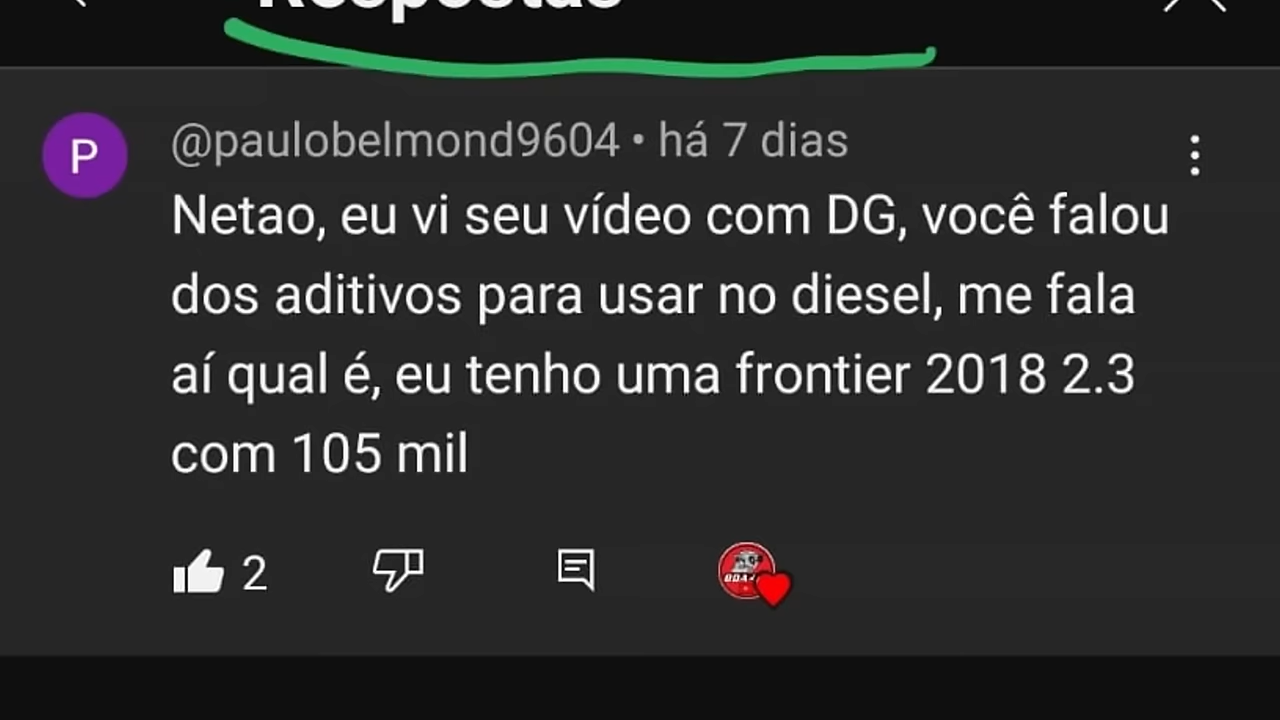 Respostas
P
@paulobelmond9604 • há 7 dias
Netao, eu vi seu vídeo com DG, você falou
dos aditivos para usar no diesel, me fala
aí qual é, eu tenho uma frontier 2018 2.3
com 105 mil
2